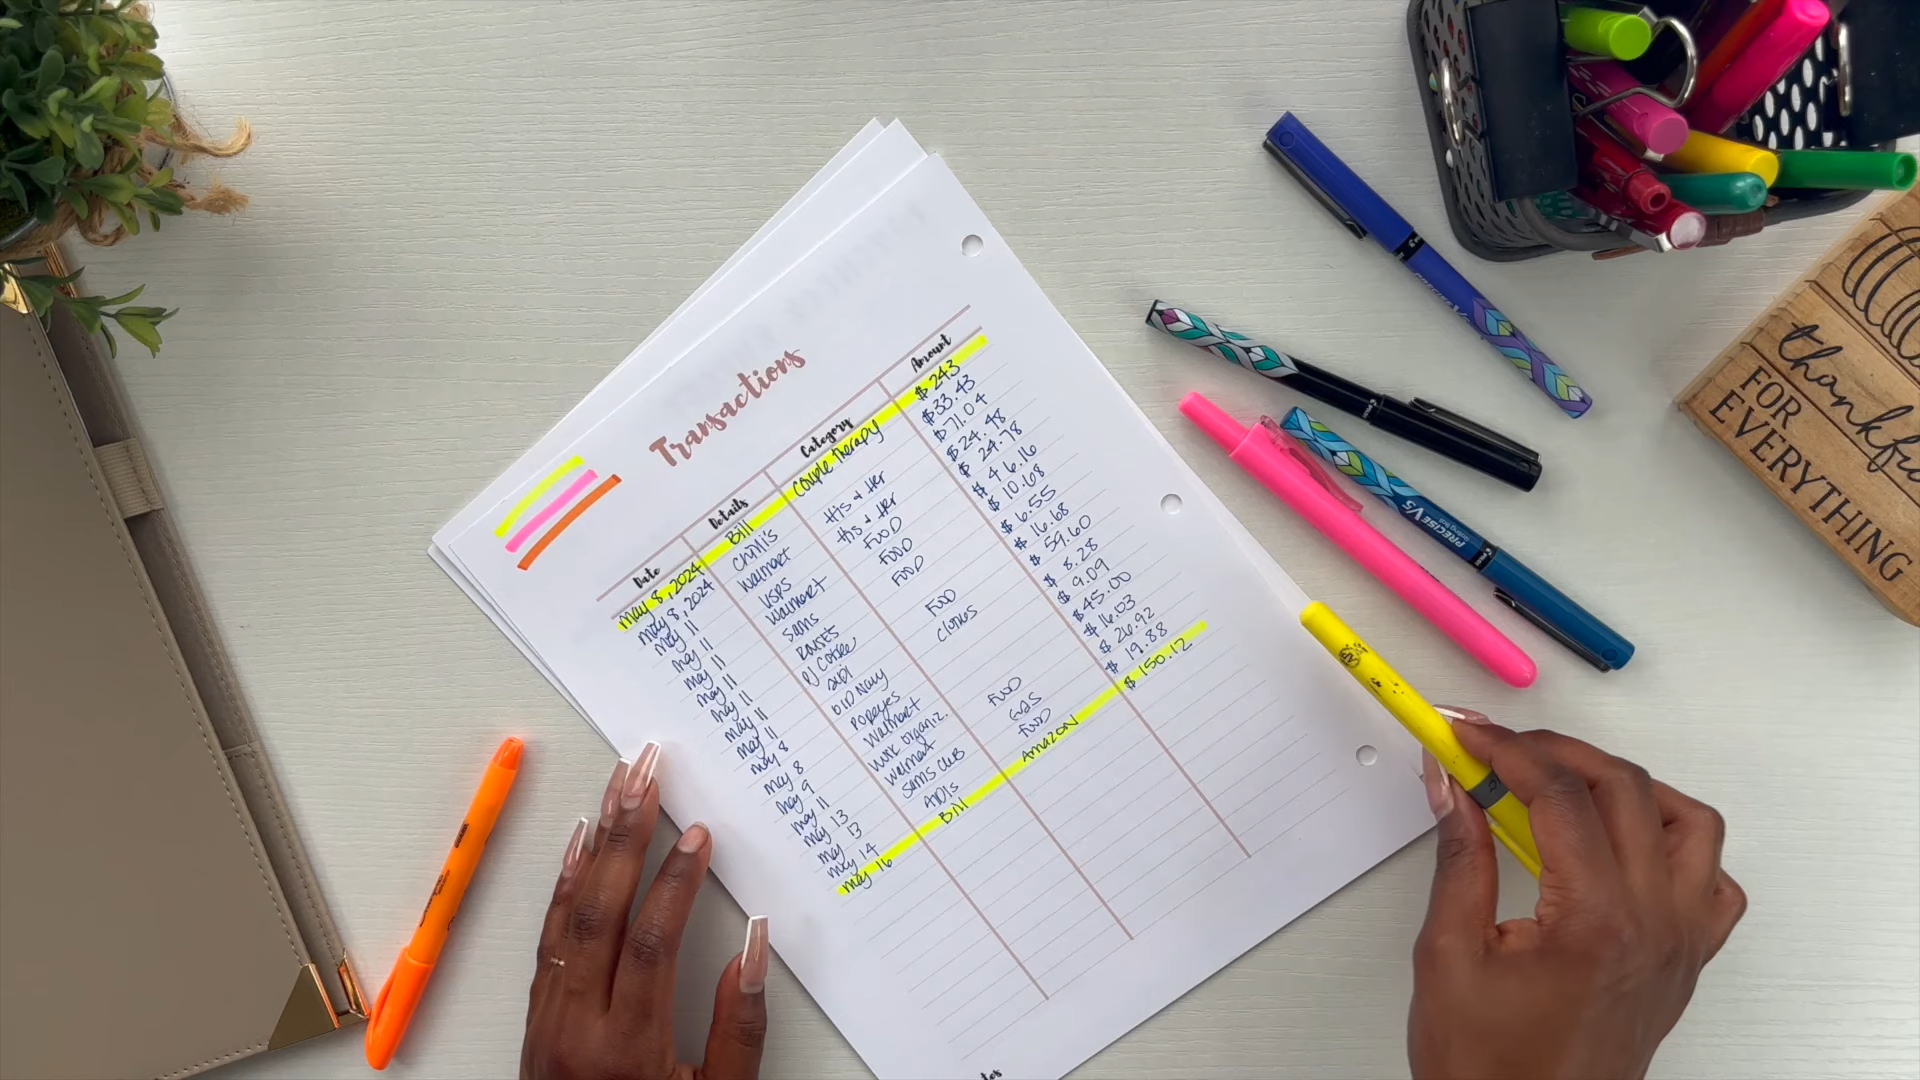 Transactions
Date Details Category Amount
May 8, 2024 Bill Couple Therapy $ 243
May 8, 2024 Chilli's His & Her $33.43
May 11 Walmart His & Her $ 71.04
May 11 USPS Food $ 24.98
May 11 Walmart Food $ 24.78
May 11 Sams Food $ 46.16
May 11 $ 10.68
May 11 PJ Coffee $ 6.55
May 11 Aldi Food $ 16.68
May 8 Old Navy clothes $ 59.60
May 8 Popeyes $ 8.28
May 9 Walmart $ 9.09
May 11 Work organiz. $ 45.00
May 13 Walmart Food $ 16.03
May 13 Sams Club Gas $ 26.92
May 14 Aldis Food $ 19.88
May 16 Bill Amazon $ 150.12
PRECISE V5
thankful
FOR
EVERYTHING